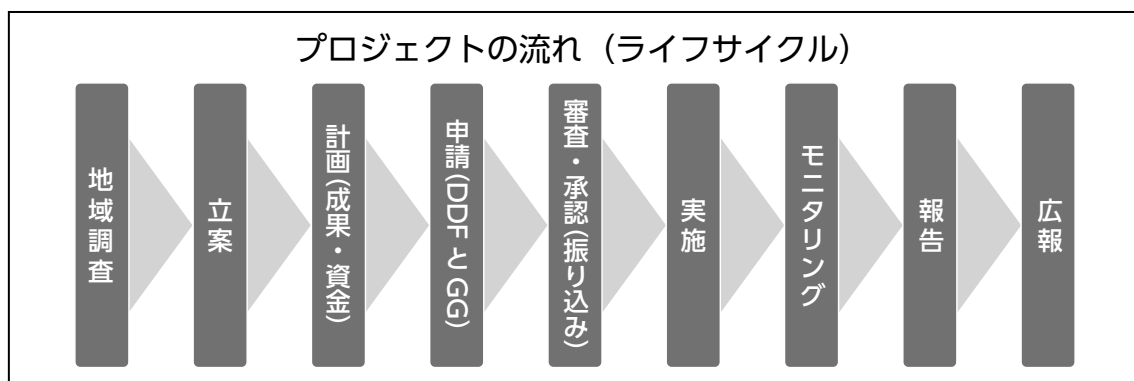 プロジェクトの流れ（ライフサイクル）
地域調査
立案
計画(成果・資金)
申請(DDFとGG)
審査・承認(振り込み)
実施
モニタリング
報告
広報